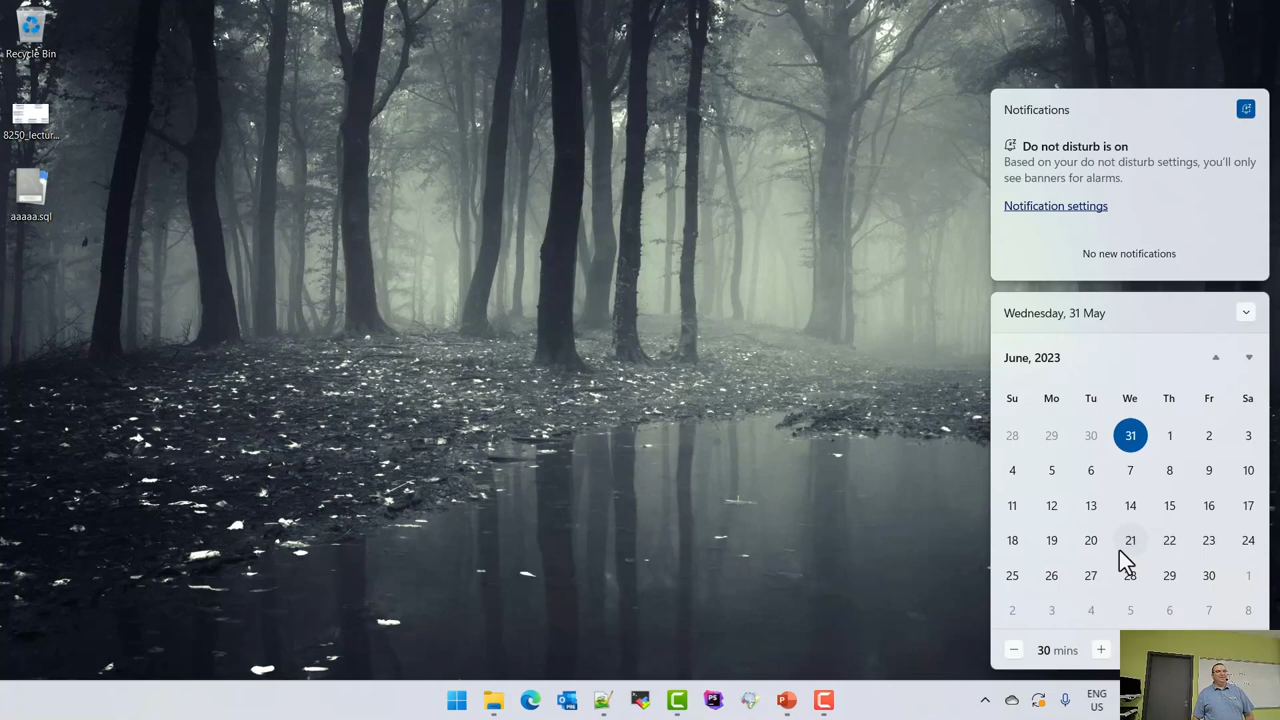 Recycle Bin
8250_lectur...
aaaaa.sql
Notifications
Do not disturb is on
Based on your do not disturb settings, you'll only
see banners for alarms.
Notification settings
No new notifications
Wednesday, 31 May
June, 2023
Su Mo Tu We Th Fr Sa
28 29 30 31 1 2 3
4 5 6 7 8 9 10
11 12 13 14 15 16 17
18 19 20 21 22 23 24
25 26 27 28 29 30 1
2 3 4 5 6 7 8
30 mins
PS
P
C
ENG
US